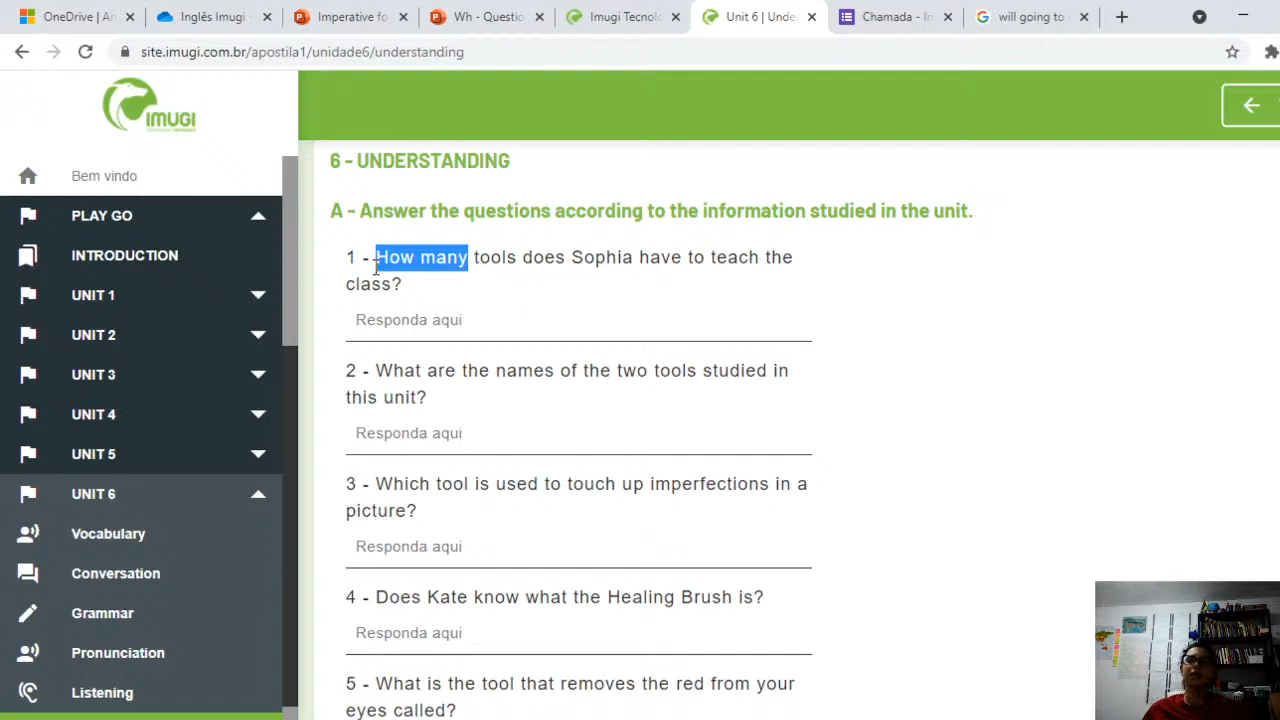 OneDrive / An
Inglês Imugi -
Imperative fo
Wh - Questio
Imugi Tecnolo
Unit 6 | Unde
Chamada - In
will going to
site.imugi.com.br/apostila1/unidade6/understanding
IMUGI
Bem vindo
PLAY GO
INTRODUCTION
UNIT 1
UNIT 2
UNIT 3
UNIT 4
UNIT 5
UNIT 6
Vocabulary
Conversation
Grammar
Pronunciation
Listening
6 - UNDERSTANDING
A - Answer the questions according to the information studied in the unit.
1 - How many tools does Sophia have to teach the
class?
Responda aqui
2 - What are the names of the two tools studied in
this unit?
Responda aqui
3 - Which tool is used to touch up imperfections in a
picture?
Responda aqui
4 - Does Kate know what the Healing Brush is?
Responda aqui
5 - What is the tool that removes the red from your
eyes called?